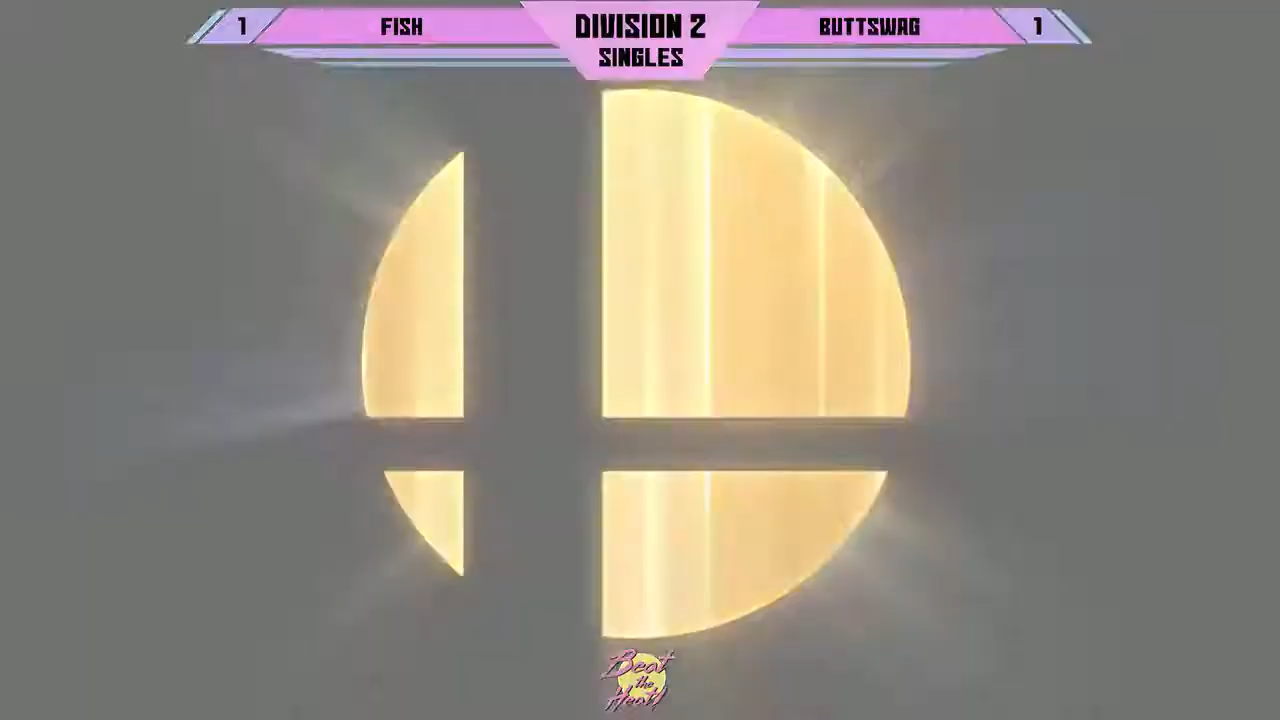 1 FISH DIVISION 2 BUTTSWAG 1
SINGLES
Beat
the
Heat!